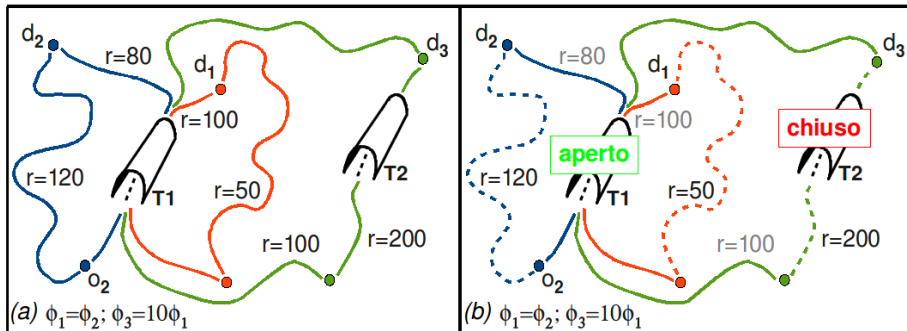 d₂
r=80
d₁
r=100
d₃
r=120
T1
r=50
T2
r=100
r=200
o₂
(a) ϕ₁=ϕ₂; ϕ₃=10ϕ₁
d₂
r=80
d₁
r=100
d₃
aperto
chiuso
r=120
T1
r=50
T2
r=100
r=200
o₂
(b) ϕ₁=ϕ₂; ϕ₃=10ϕ₁